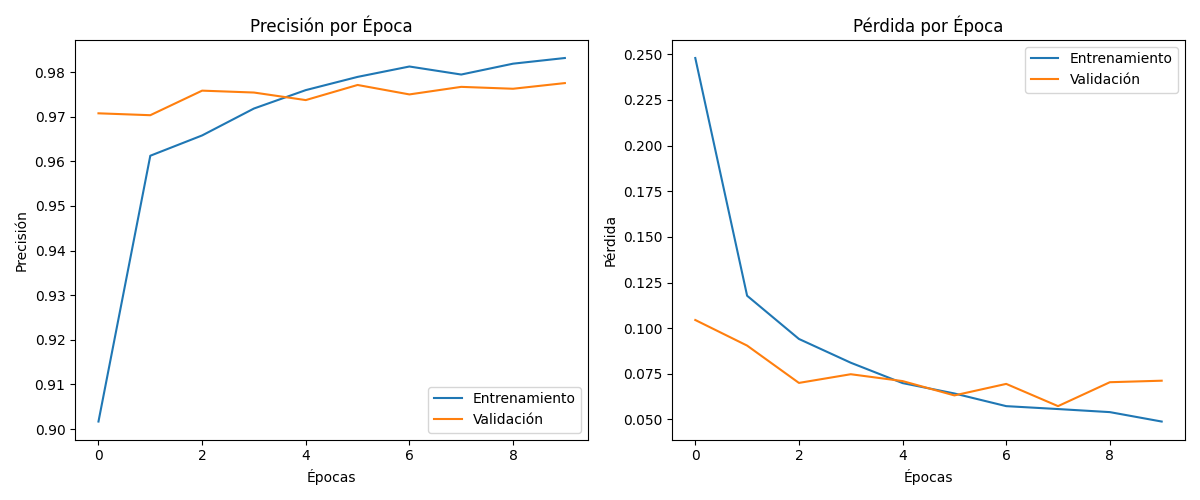 Precisión por Época
Precisión
0.98
0.97
0.96
0.95
0.94
0.93
0.92
0.91
0.90
0 2 4 6 8
Épocas
Entrenamiento
Validación
Pérdida por Época
Pérdida
0.250
0.225
0.200
0.175
0.150
0.125
0.100
0.075
0.050
0 2 4 6 8
Épocas
Entrenamiento
Validación